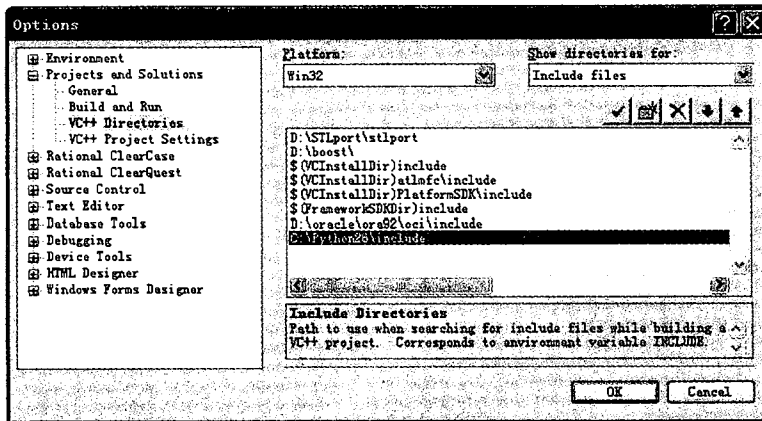 Options
Environment
Projects and Solutions
General
Build and Run
VC++ Directories
VC++ Project Settings
Rational ClearCase
Rational ClearQuest
Source Control
Text Editor
Database Tools
Debugging
Device Tools
HTML Designer
Windows Forms Designer
Platform:
Win32
Show directories for:
Include files
D:\STLport\stlport
D:\boost\
$(VCInstallDir)include
$(VCInstallDir)atlmfc\include
$(VCInstallDir)PlatformSDK\include
$(FrameworkSDKDir)include
D:\oracle\ora92\oci\include
C:\Python26\include
Include Directories
Path to use when searching for include files while building a
VC++ project. Corresponds to environment variable INCLUDE.
OK
Cancel